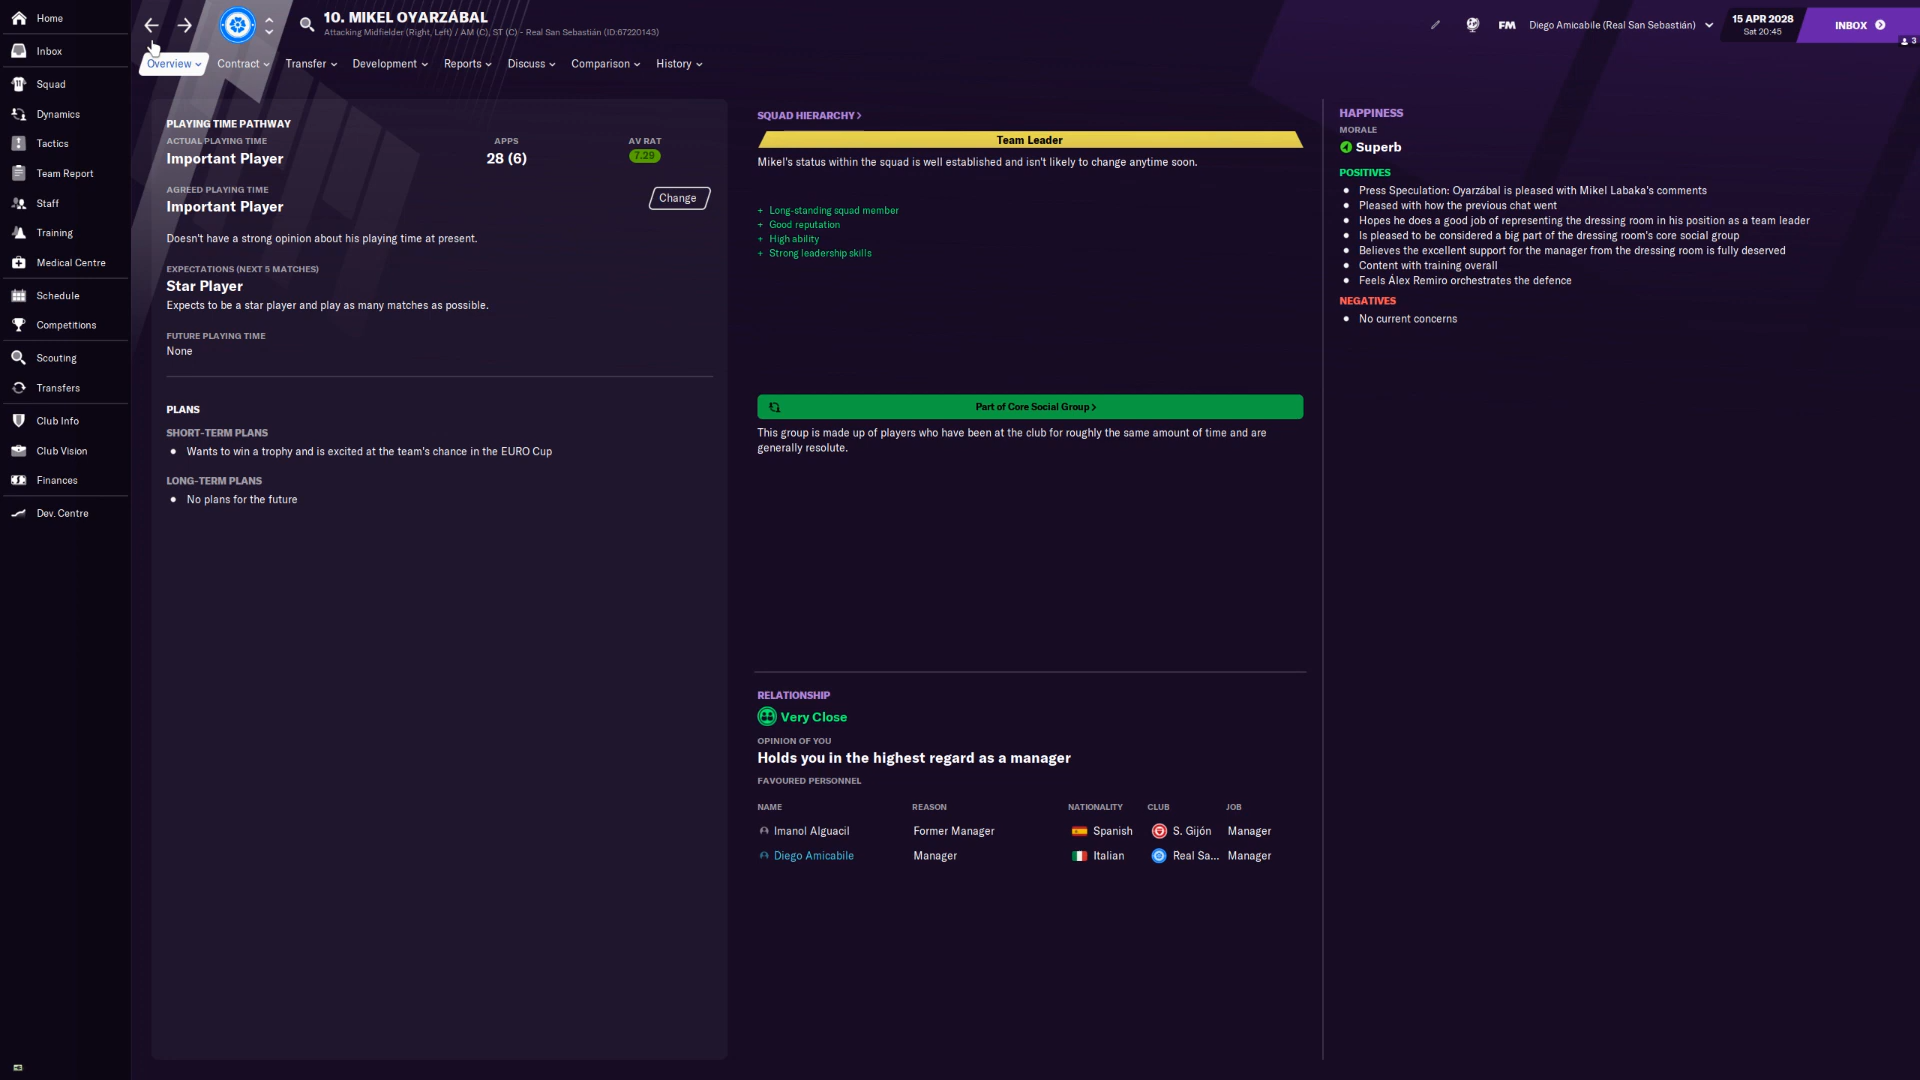 Home
Inbox
Squad
Dynamics
Tactics
Team Report
Staff
Training
Medical Centre
Schedule
Competitions
Scouting
Transfers
Club Info
Club Vision
Finances
Dev. Centre
10. MIKEL OYARZÁBAL
Attacking Midfielder (Right, Left) / AM (C), ST (C) - Real San Sebastián (ID:67220143)
FM
Diego Amicabile (Real San Sebastián)
15 APR 2028
Sat 20:45
INBOX
3
Overview
Contract
Transfer
Development
Reports
Discuss
Comparison
History
PLAYING TIME PATHWAY
ACTUAL PLAYING TIME APPS AV RAT
Important Player 28 (6) 7.29
AGREED PLAYING TIME
Important Player
Change
Doesn't have a strong opinion about his playing time at present.
EXPECTATIONS (NEXT 5 MATCHES)
Star Player
Expects to be a star player and play as many matches as possible.
FUTURE PLAYING TIME
None
PLANS
SHORT-TERM PLANS
Wants to win a trophy and is excited at the team's chance in the EURO Cup
LONG-TERM PLANS
No plans for the future
SQUAD HIERARCHY
Team Leader
Mikel's status within the squad is well established and isn't likely to change anytime soon.
+ Long-standing squad member
+ Good reputation
+ High ability
+ Strong leadership skills
Part of Core Social Group
This group is made up of players who have been at the club for roughly the same amount of time and are
generally resolute.
RELATIONSHIP
Very Close
OPINION OF YOU
Holds you in the highest regard as a manager
FAVOURED PERSONNEL
NAME REASON NATIONALITY CLUB JOB
Imanol Alguacil Former Manager Spanish S. Gijón Manager
Diego Amicabile Manager Italian Real Sa... Manager
HAPPINESS
MORALE
Superb
POSITIVES
Press Speculation: Oyarzábal is pleased with Mikel Labaka's comments
Pleased with how the previous chat went
Hopes he does a good job of representing the dressing room in his position as a team leader
Is pleased to be considered a big part of the dressing room's core social group
Believes the excellent support for the manager from the dressing room is fully deserved
Content with training overall
Feels Álex Remiro orchestrates the defence
NEGATIVES
No current concerns